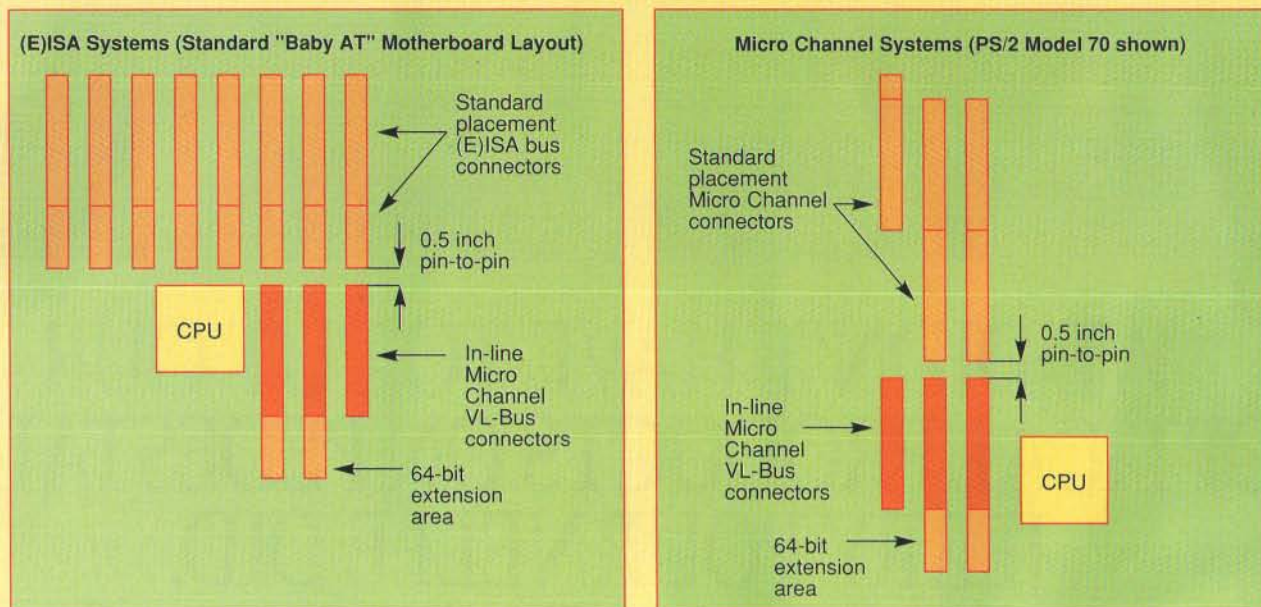 (E)ISA Systems (Standard "Baby AT" Motherboard Layout)
Standard
placement
(E)ISA bus
connectors
0.5 inch
pin-to-pin
CPU
In-line
Micro
Channel
VL-Bus
connectors
64-bit
extension
area
Micro Channel Systems (PS/2 Model 70 shown)
Standard
placement
Micro Channel
connectors
0.5 inch
pin-to-pin
In-line
Micro
Channel
VL-Bus
connectors
CPU
64-bit
extension
area